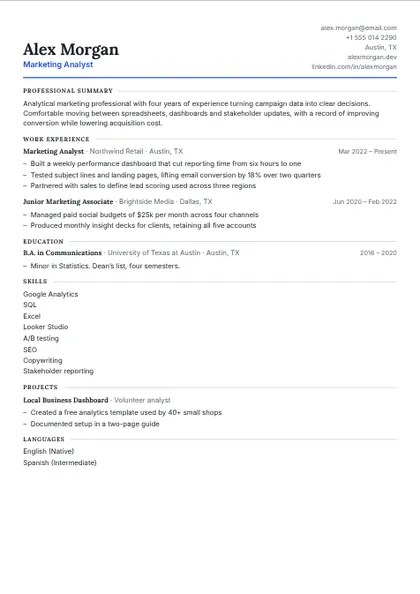 alex.morgan@email.com
+1 555 014 2290
Austin, TX
alexmorgan.dev
linkedin.com/in/alexmorgan
Alex Morgan
Marketing Analyst
PROFESSIONAL SUMMARY
Analytical marketing professional with four years of experience turning campaign data into clear decisions.
Comfortable moving between spreadsheets, dashboards and stakeholder updates, with a record of improving
conversion while lowering acquisition cost.
WORK EXPERIENCE
Marketing Analyst · Northwind Retail · Austin, TX Mar 2022 – Present
– Built a weekly performance dashboard that cut reporting time from six hours to one
– Tested subject lines and landing pages, lifting email conversion by 18% over two quarters
– Partnered with sales to define lead scoring used across three regions
Junior Marketing Associate · Brightside Media · Dallas, TX Jun 2020 – Feb 2022
– Managed paid social budgets of $25k per month across four channels
– Produced monthly insight decks for clients, retaining all five accounts
EDUCATION
B.A. in Communications · University of Texas at Austin · Austin, TX 2016 – 2020
– Minor in Statistics. Dean's list, four semesters.
SKILLS
Google Analytics
SQL
Excel
Looker Studio
A/B testing
SEO
Copywriting
Stakeholder reporting
PROJECTS
Local Business Dashboard · Volunteer analyst
– Created a free analytics template used by 40+ small shops
– Documented setup in a two-page guide
LANGUAGES
English (Native)
Spanish (Intermediate)